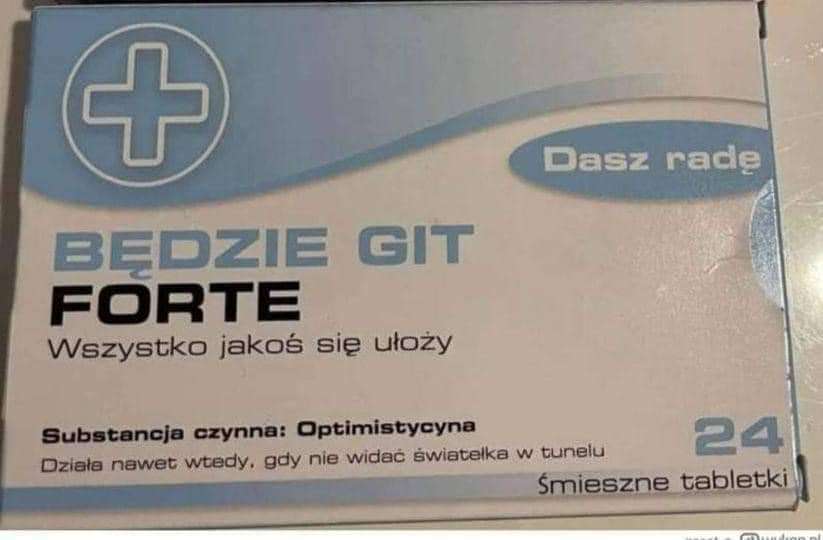 Dasz radę
BĘDZIE GIT
FORTE
Wszystko jakoś się ułoży
Substancja czynna: Optimistycyna
Działa nawet wtedy, gdy nie widać światełka w tunelu
24
Śmieszne tabletki